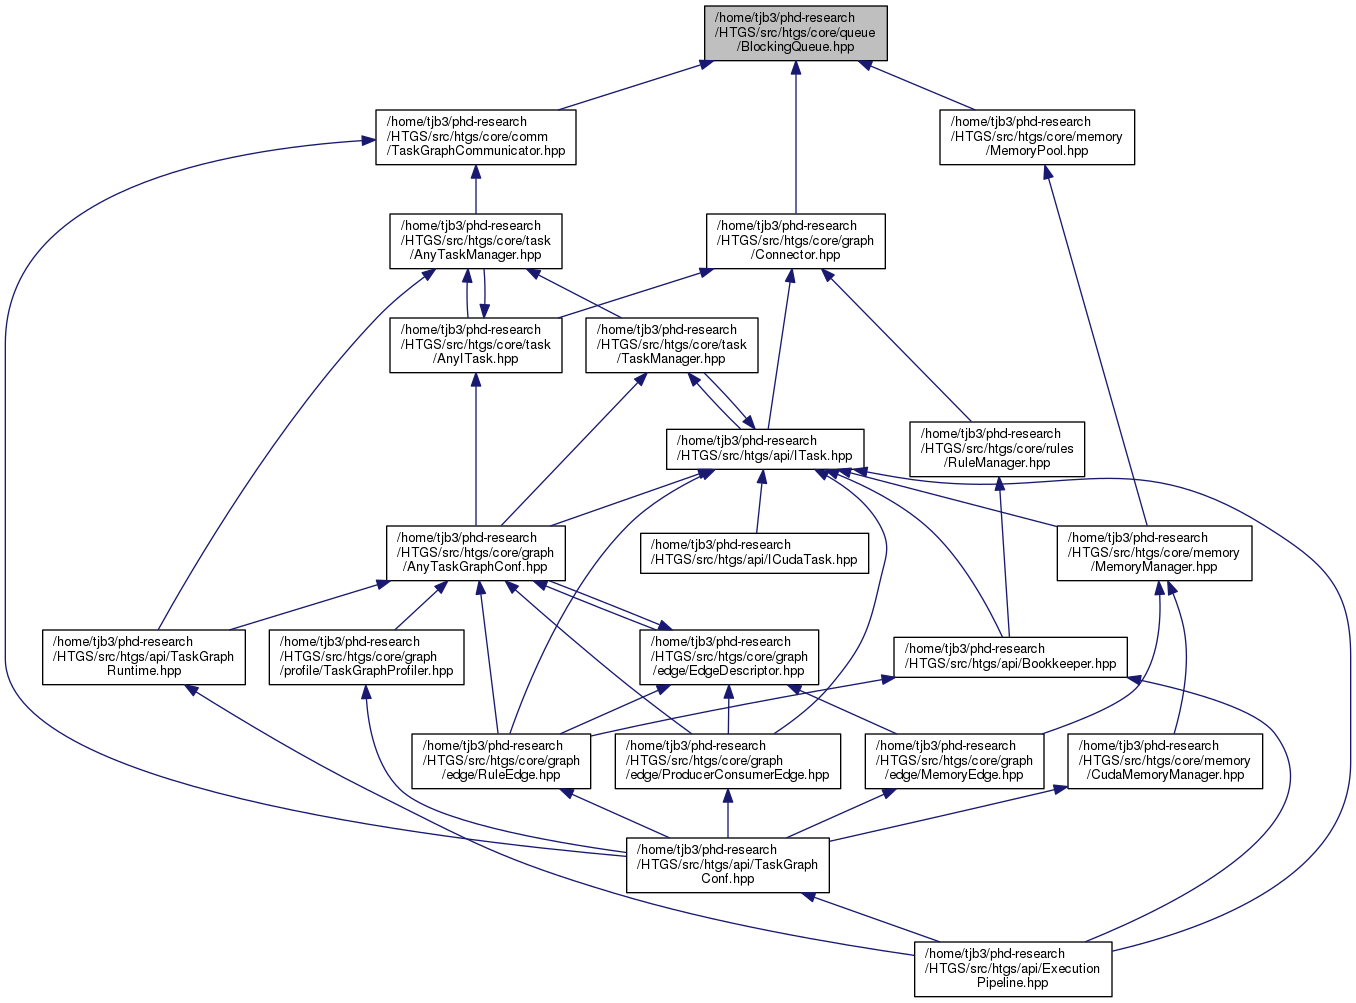 /home/tjb3/phd-research
/HTGS/src/htgs/core/queue
/BlockingQueue.hpp
/home/tjb3/phd-research
/HTGS/src/htgs/core/comm
/TaskGraphCommunicator.hpp
/home/tjb3/phd-research
/HTGS/src/htgs/core/memory
/MemoryPool.hpp
/home/tjb3/phd-research
/HTGS/src/htgs/core/task
/AnyTaskManager.hpp
/home/tjb3/phd-research
/HTGS/src/htgs/core/graph
/Connector.hpp
/home/tjb3/phd-research
/HTGS/src/htgs/core/task
/AnyITask.hpp
/home/tjb3/phd-research
/HTGS/src/htgs/core/task
/TaskManager.hpp
/home/tjb3/phd-research
/HTGS/src/htgs/api/ITask.hpp
/home/tjb3/phd-research
/HTGS/src/htgs/core/rules
/RuleManager.hpp
/home/tjb3/phd-research
/HTGS/src/htgs/core/graph
/AnyTaskGraphConf.hpp
/home/tjb3/phd-research
/HTGS/src/htgs/api/ICudaTask.hpp
/home/tjb3/phd-research
/HTGS/src/htgs/core/memory
/MemoryManager.hpp
/home/tjb3/phd-research
/HTGS/src/htgs/api/TaskGraph
Runtime.hpp
/home/tjb3/phd-research
/HTGS/src/htgs/core/graph
/profile/TaskGraphProfiler.hpp
/home/tjb3/phd-research
/HTGS/src/htgs/core/graph
/edge/EdgeDescriptor.hpp
/home/tjb3/phd-research
/HTGS/src/htgs/api/Bookkeeper.hpp
/home/tjb3/phd-research
/HTGS/src/htgs/core/graph
/edge/RuleEdge.hpp
/home/tjb3/phd-research
/HTGS/src/htgs/core/graph
/edge/ProducerConsumerEdge.hpp
/home/tjb3/phd-research
/HTGS/src/htgs/core/graph
/edge/MemoryEdge.hpp
/home/tjb3/phd-research
/HTGS/src/htgs/core/memory
/CudaMemoryManager.hpp
/home/tjb3/phd-research
/HTGS/src/htgs/api/TaskGraph
Conf.hpp
/home/tjb3/phd-research
/HTGS/src/htgs/api/Execution
Pipeline.hpp